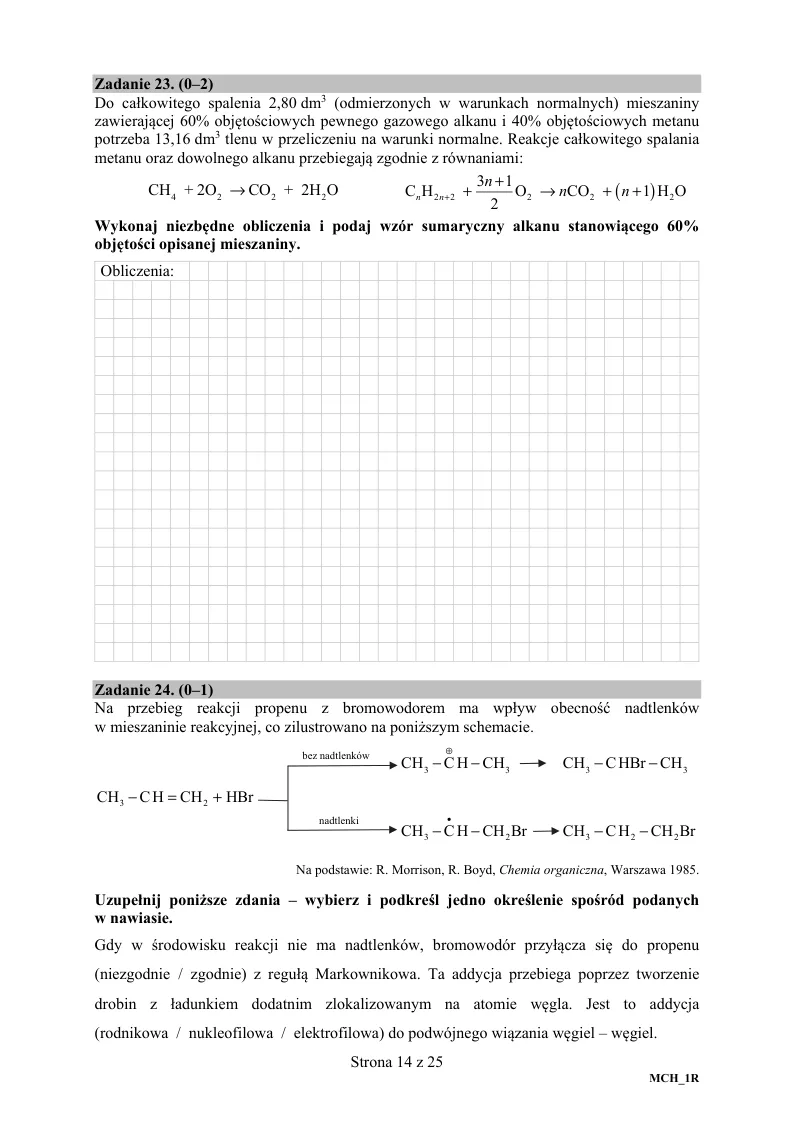 Zadanie 23. (0–2)
Do całkowitego spalenia 2,80 dm³ (odmierzonych w warunkach normalnych) mieszaniny
zawierającej 60% objętościowych pewnego gazowego alkanu i 40% objętościowych metanu
potrzeba 13,16 dm³ tlenu w przeliczeniu na warunki normalne. Reakcje całkowitego spalania
metanu oraz dowolnego alkanu przebiegają zgodnie z równaniami:
CH₄ + 2O₂ → CO₂ + 2H₂O CₙH₂ₙ₊₂ + (3n+1)/2 O₂ → nCO₂ + (n+1)H₂O
Wykonaj niezbędne obliczenia i podaj wzór sumaryczny alkanu stanowiącego 60%
objętości opisanej mieszaniny.
Obliczenia:
Zadanie 24. (0–1)
Na przebieg reakcji propenu z bromowodorem ma wpływ obecność nadtlenków
w mieszaninie reakcyjnej, co zilustrowano na poniższym schemacie.
bez nadtlenków
⊕
CH₃ – CH – CH₃ → CH₃ – CHBr – CH₃
CH₃ – CH = CH₂ + HBr
nadtlenki
•
CH₃ – CH – CH₂Br → CH₃ – CH₂ – CH₂Br
Na podstawie: R. Morrison, R. Boyd, Chemia organiczna, Warszawa 1985.
Uzupełnij poniższe zdania – wybierz i podkreśl jedno określenie spośród podanych
w nawiasie.
Gdy w środowisku reakcji nie ma nadtlenków, bromowodór przyłącza się do propenu
(niezgodnie / zgodnie) z regułą Markownikowa. Ta addycja przebiega poprzez tworzenie
drobin z ładunkiem dodatnim zlokalizowanym na atomie węgla. Jest to addycja
(rodnikowa / nukleofilowa / elektrofilowa) do podwójnego wiązania węgiel – węgiel.
Strona 14 z 25
MCH_1R